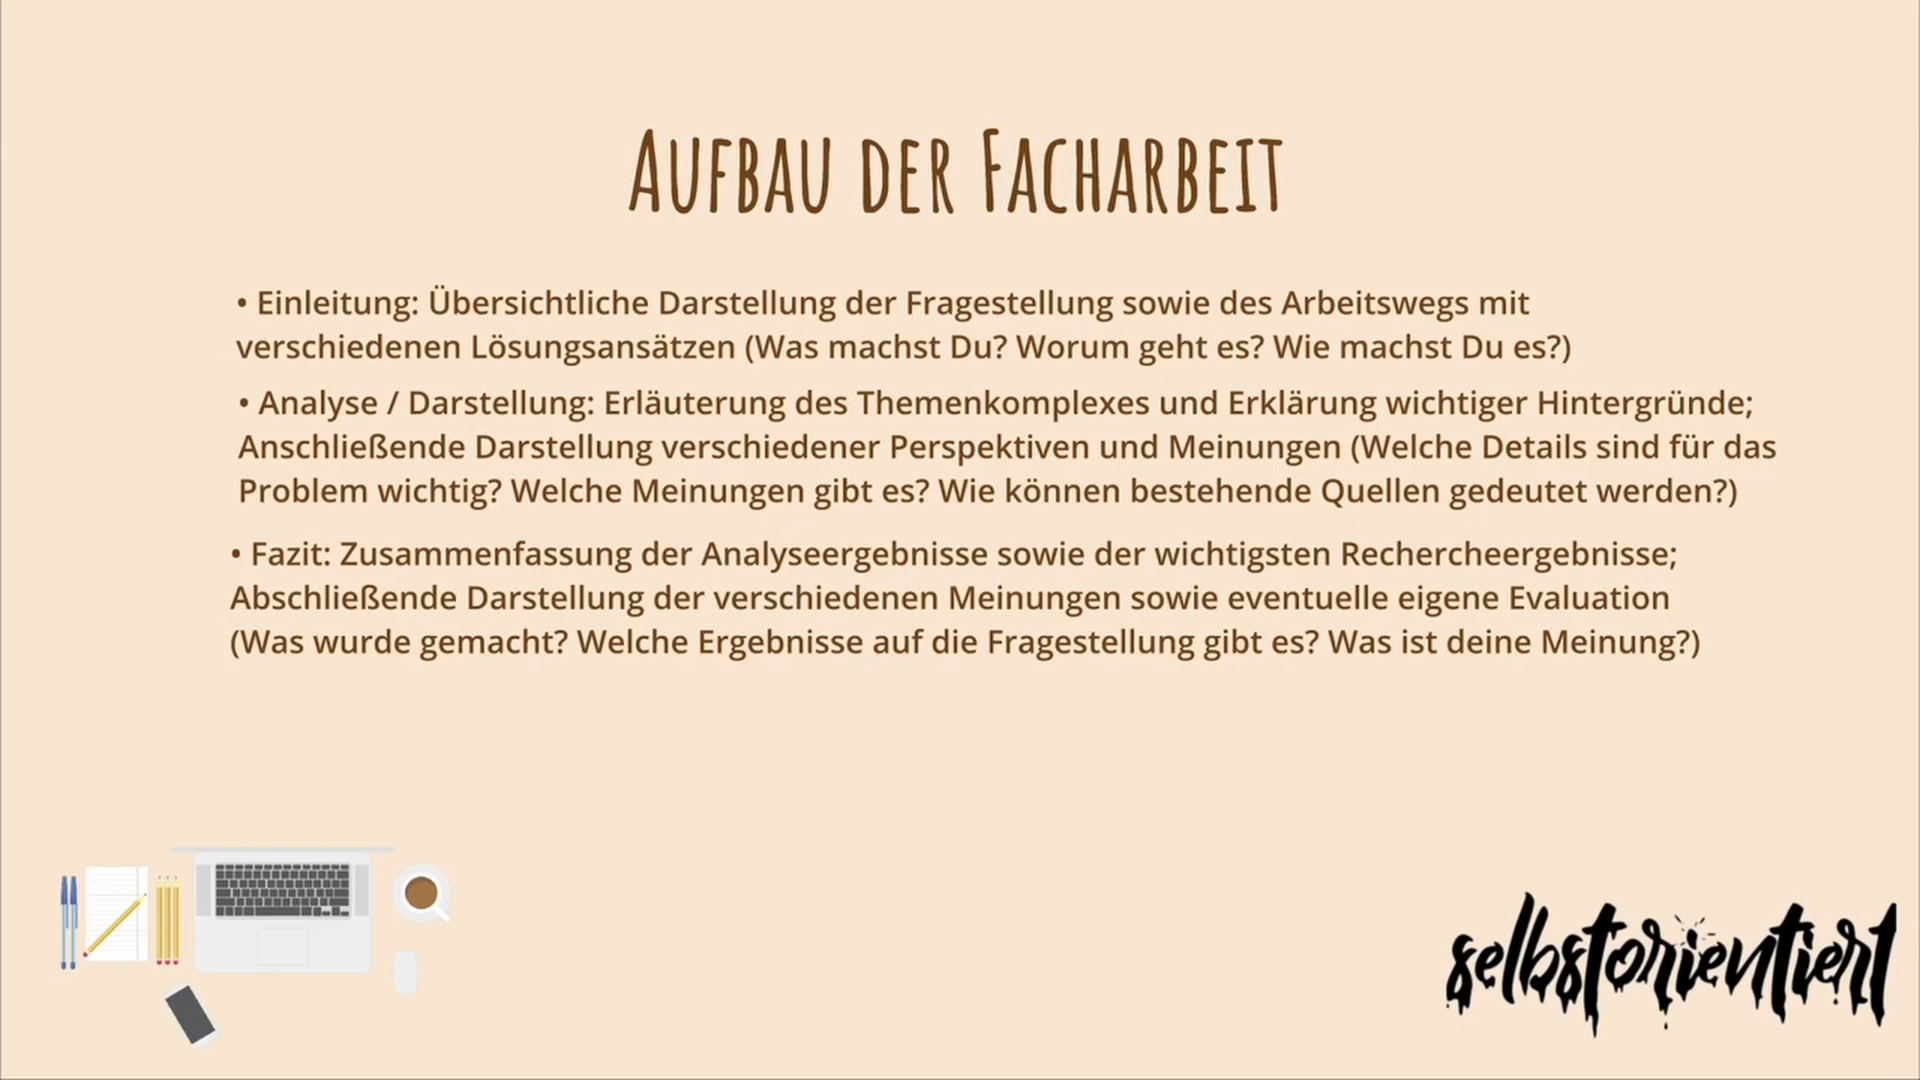 Aufbau der Facharbeit
• Einleitung: Übersichtliche Darstellung der Fragestellung sowie des Arbeitswegs mit
verschiedenen Lösungsansätzen (Was machst Du? Worum geht es? Wie machst Du es?)
• Analyse / Darstellung: Erläuterung des Themenkomplexes und Erklärung wichtiger Hintergründe;
Anschließende Darstellung verschiedener Perspektiven und Meinungen (Welche Details sind für das
Problem wichtig? Welche Meinungen gibt es? Wie können bestehende Quellen gedeutet werden?)
• Fazit: Zusammenfassung der Analyseergebnisse sowie der wichtigsten Rechercheergebnisse;
Abschließende Darstellung der verschiedenen Meinungen sowie eventuelle eigene Evaluation
(Was wurde gemacht? Welche Ergebnisse auf die Fragestellung gibt es? Was ist deine Meinung?)
selbstorientiert